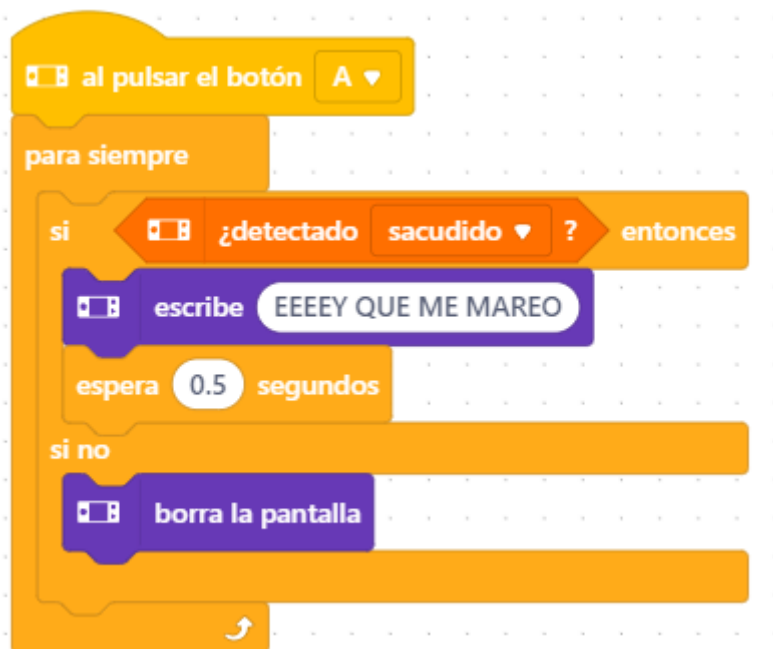 al pulsar el botón A
para siempre
si ¿detectado sacudido ? entonces
escribe EEEEY QUE ME MAREO
espera 0.5 segundos
si no
borra la pantalla